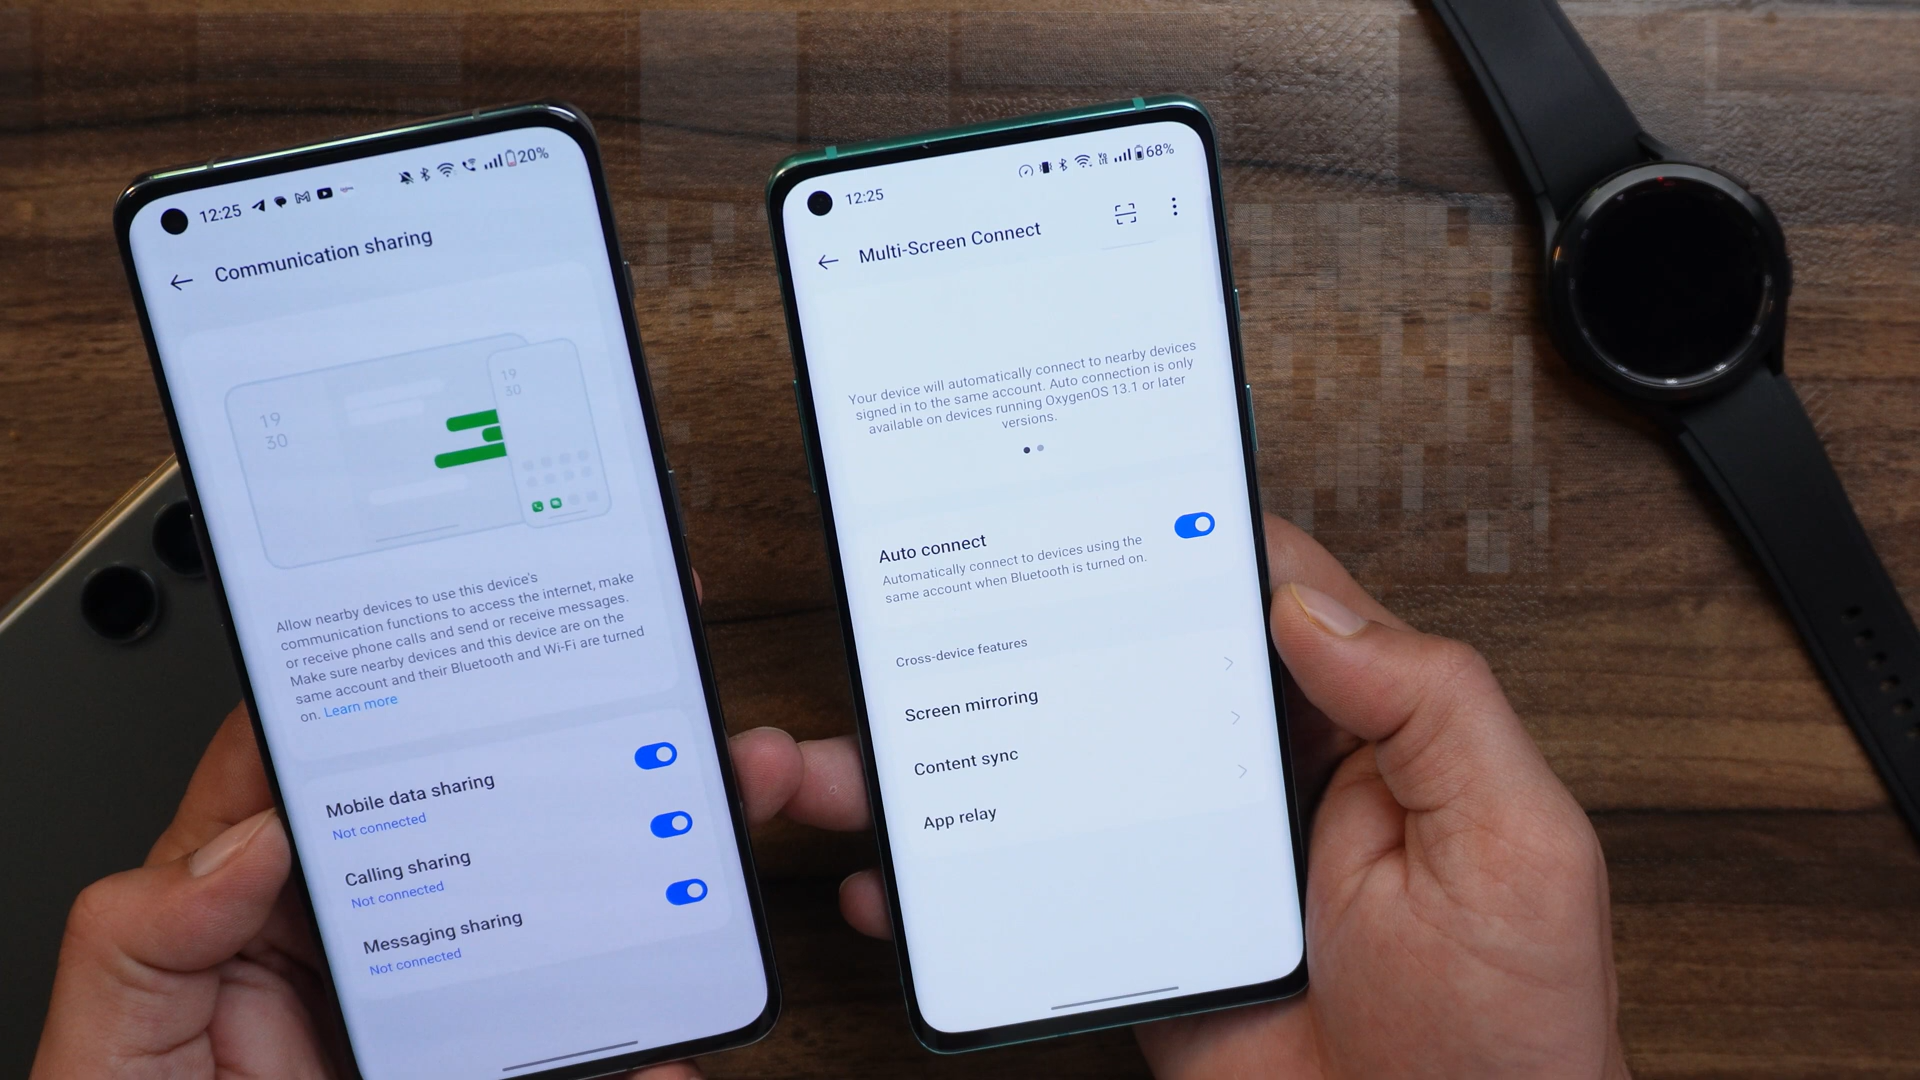 12:25
20%
Communication sharing
19
30
19
30
Allow nearby devices to use this device's
communication functions to access the internet, make
or receive phone calls and send or receive messages.
Make sure nearby devices and this device are on the
same account and their Bluetooth and Wi-Fi are turned
on. Learn more
Mobile data sharing
Not connected
Calling sharing
Not connected
Messaging sharing
Not connected
12:25
68%
Multi-Screen Connect
Your device will automatically connect to nearby devices
signed in to the same account. Auto connection is only
available on devices running OxygenOS 13.1 or later
versions.
Auto connect
Automatically connect to devices using the
same account when Bluetooth is turned on.
Cross-device features
Screen mirroring
Content sync
App relay